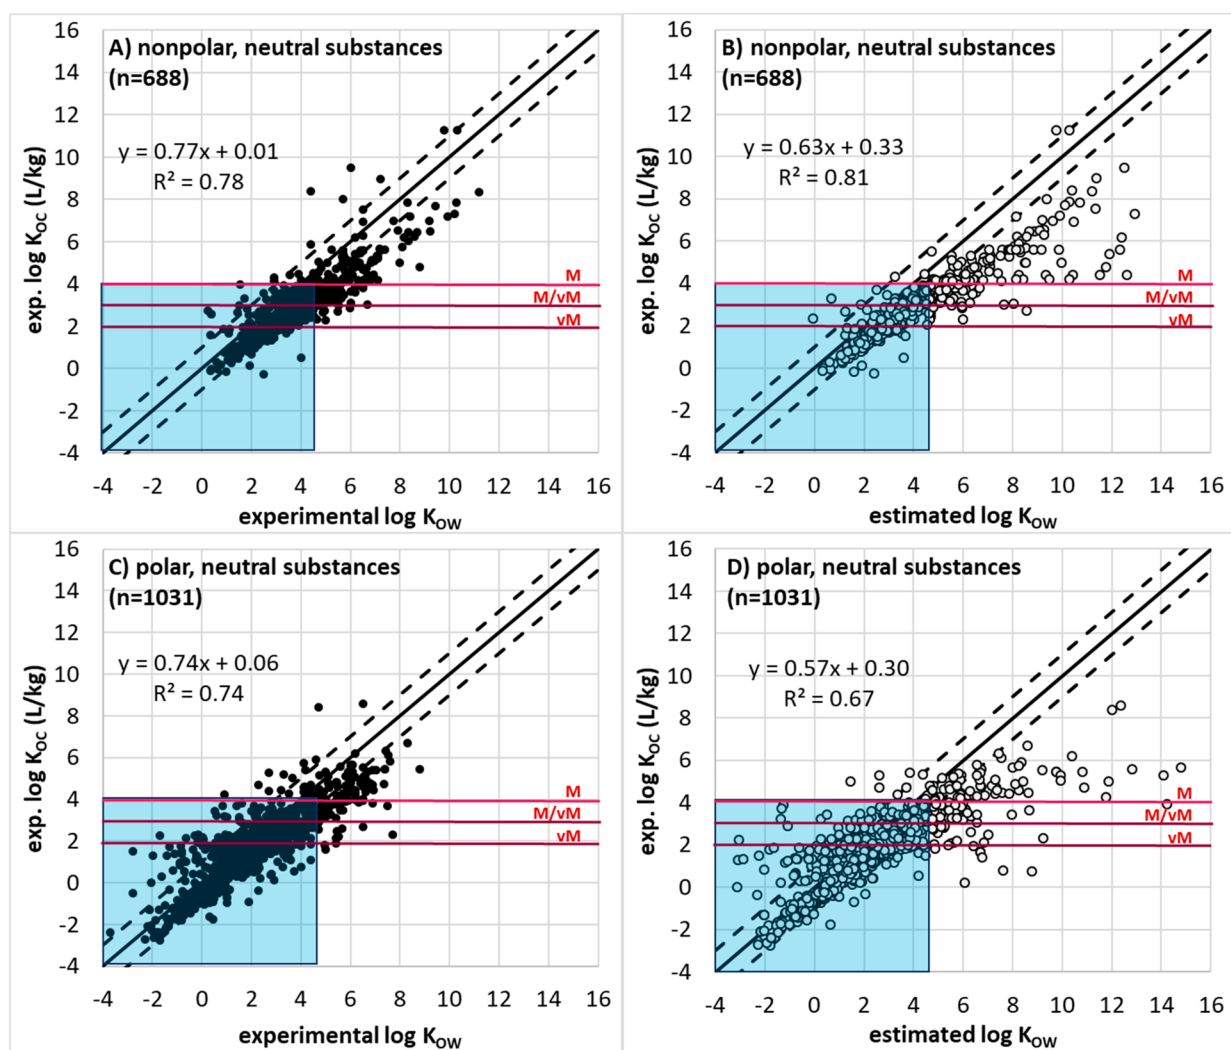 A) nonpolar, neutral substances
(n=688)
y = 0.77x + 0.01
R² = 0.78
exp. log KOC (L/kg)
16
14
12
10
8
6
4
2
0
-2
-4
M
M/vM
vM
-4 -2 0 2 4 6 8 10 12 14 16
experimental log KOW
B) nonpolar, neutral substances
(n=688)
y = 0.63x + 0.33
R² = 0.81
exp. log KOC (L/kg)
16
14
12
10
8
6
4
2
0
-2
-4
M
M/vM
vM
-4 -2 0 2 4 6 8 10 12 14 16
estimated log KOW
C) polar, neutral substances
(n=1031)
y = 0.74x + 0.06
R² = 0.74
exp. log KOC (L/kg)
16
14
12
10
8
6
4
2
0
-2
-4
M
M/vM
vM
-4 -2 0 2 4 6 8 10 12 14 16
experimental log KOW
D) polar, neutral substances
(n=1031)
y = 0.57x + 0.30
R² = 0.67
exp. log KOC (L/kg)
16
14
12
10
8
6
4
2
0
-2
-4
M
M/vM
vM
-4 -2 0 2 4 6 8 10 12 14 16
estimated log KOW